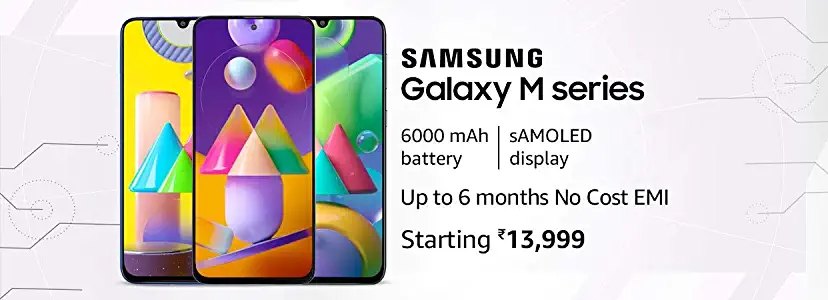 SAMSUNG
Galaxy M series
6000 mAh
battery
sAMOLED
display
Up to 6 months No Cost EMI
Starting ₹13,999